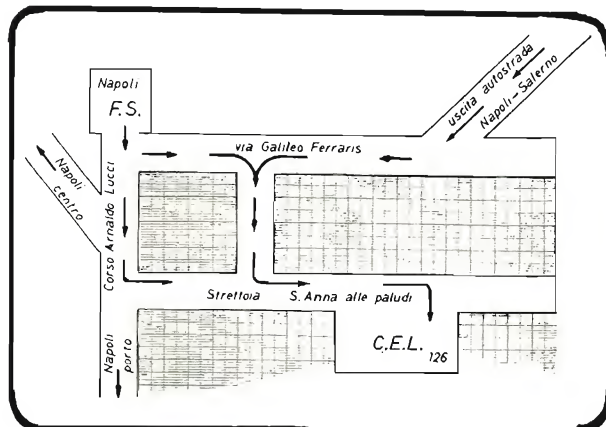 Napoli
F.S.
uscita autostrada
Napoli-Salerno
via Galileo Ferraris
Napoli
centro
Corso Arnaldo Lucci
Strettoia S. Anna alle paludi
C.E.L. 126
Napoli
porto